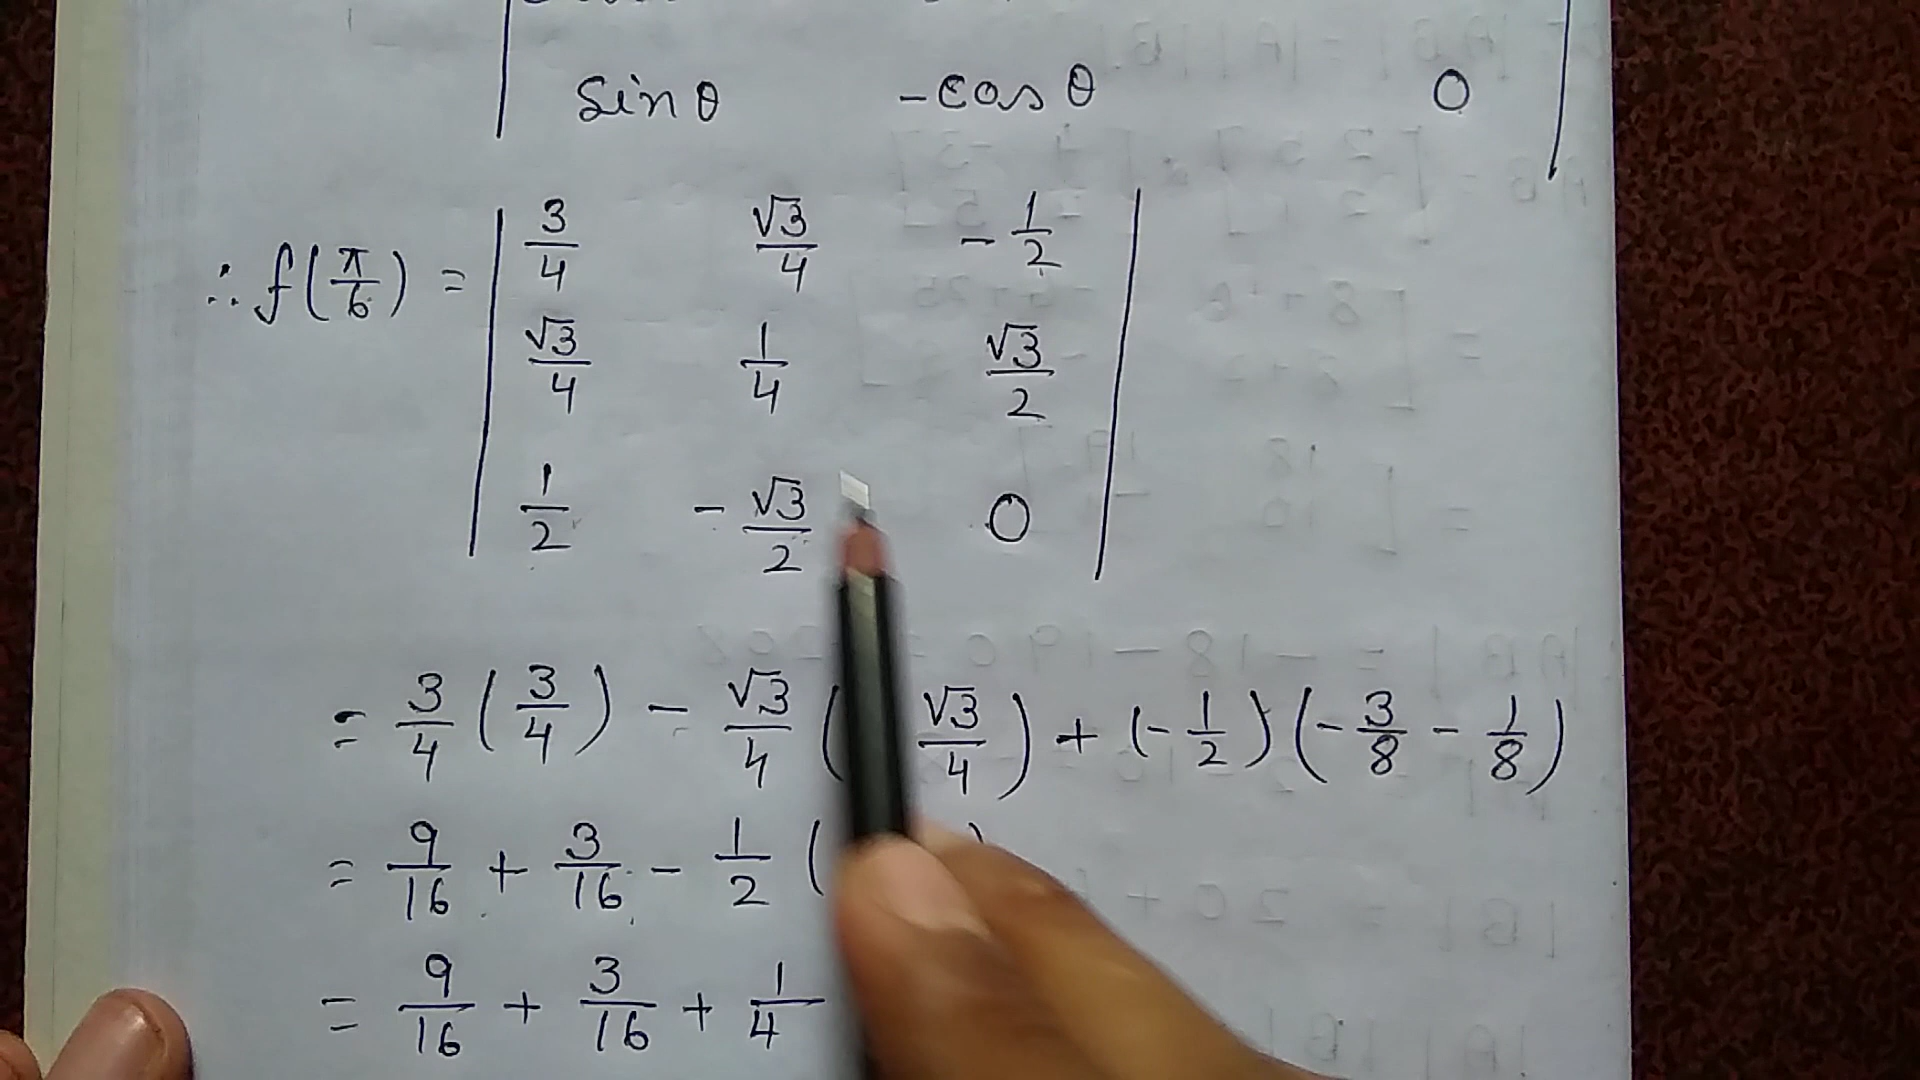 sinθ -cosθ 0
∴ f(π/6) = | 3/4 √3/4 -1/2 |
| √3/4 1/4 √3/2 |
| 1/2 -√3/2 0 |
= 3/4 (3/4) - √3/4 ( √3/4) + (-1/2)(-3/8 - 1/8)
= 9/16 + 3/16 - 1/2 ( )
= 9/16 + 3/16 + 1/4